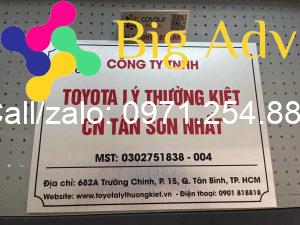 COLOUR
Big Adv
CÔNG TY TNHH
TOYOTA LÝ THƯỜNG KIỆT
Call/zalo: 0971.254.88
CN TÂN SƠN NHẤT
MST: 0302751838 - 004
Địa chỉ: 682A Trường Chinh, P. 15, Q. Tân Bình, TP. HCM
Website: www.toyotalythuongkiet.vn - Điện thoại: 0901 818818